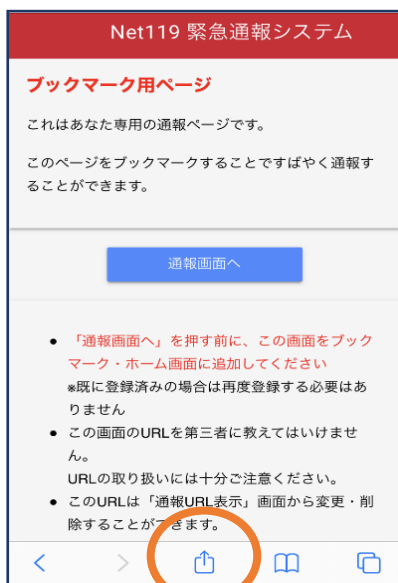 Net119 緊急通報システム
ブックマーク用ページ
これはあなた専用の通報ページです。
このページをブックマークすることですばやく通報す
ることができます。
通報画面へ
● 「通報画面へ」を押す前に、この画面をブック
マーク・ホーム画面に追加してください
※既に登録済みの場合は再度登録する必要はあ
りません
● この画面のURLを第三者に教えてはいけませ
ん。
URLの取り扱いには十分ご注意ください。
● このURLは「通報URL表示」画面から変更・削
除することができます。